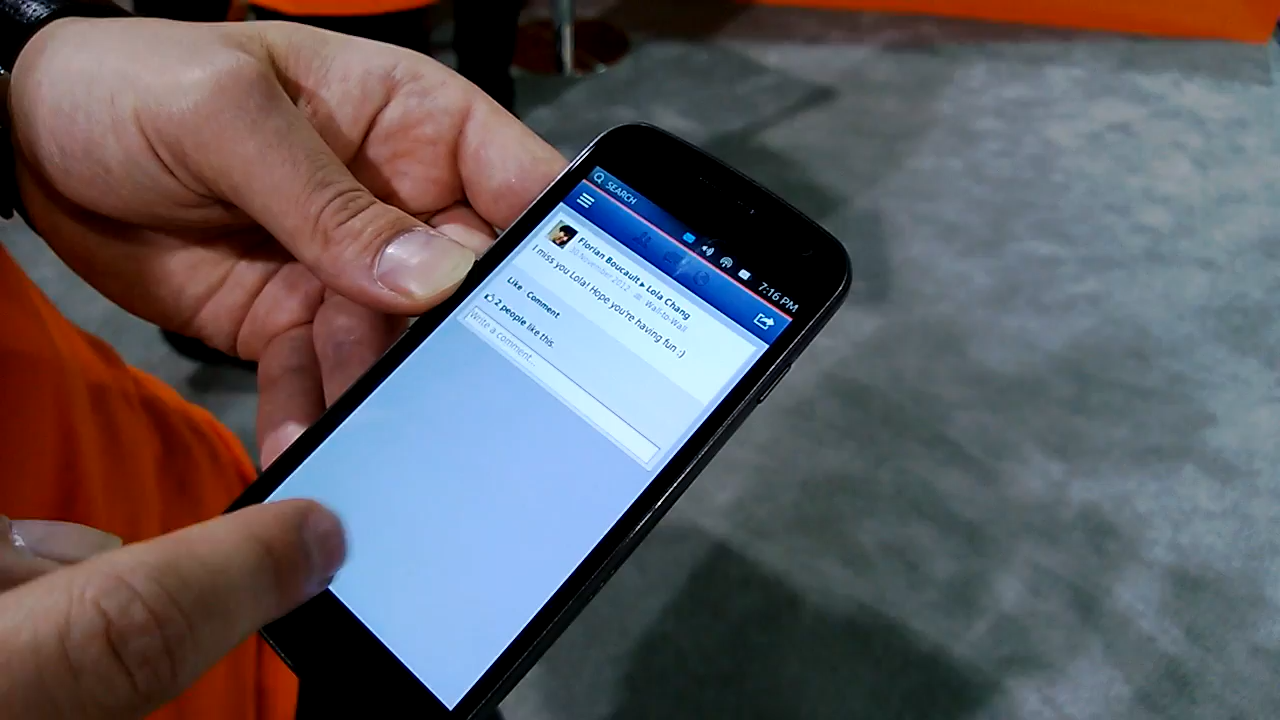 SEARCH
7:16 PM
Florian Boucault ▸ Lola Chang
30 November 2012 Wall-to-Wall
I miss you Lola! Hope you're having fun :)
Like Comment
2 people like this.
Write a comment...